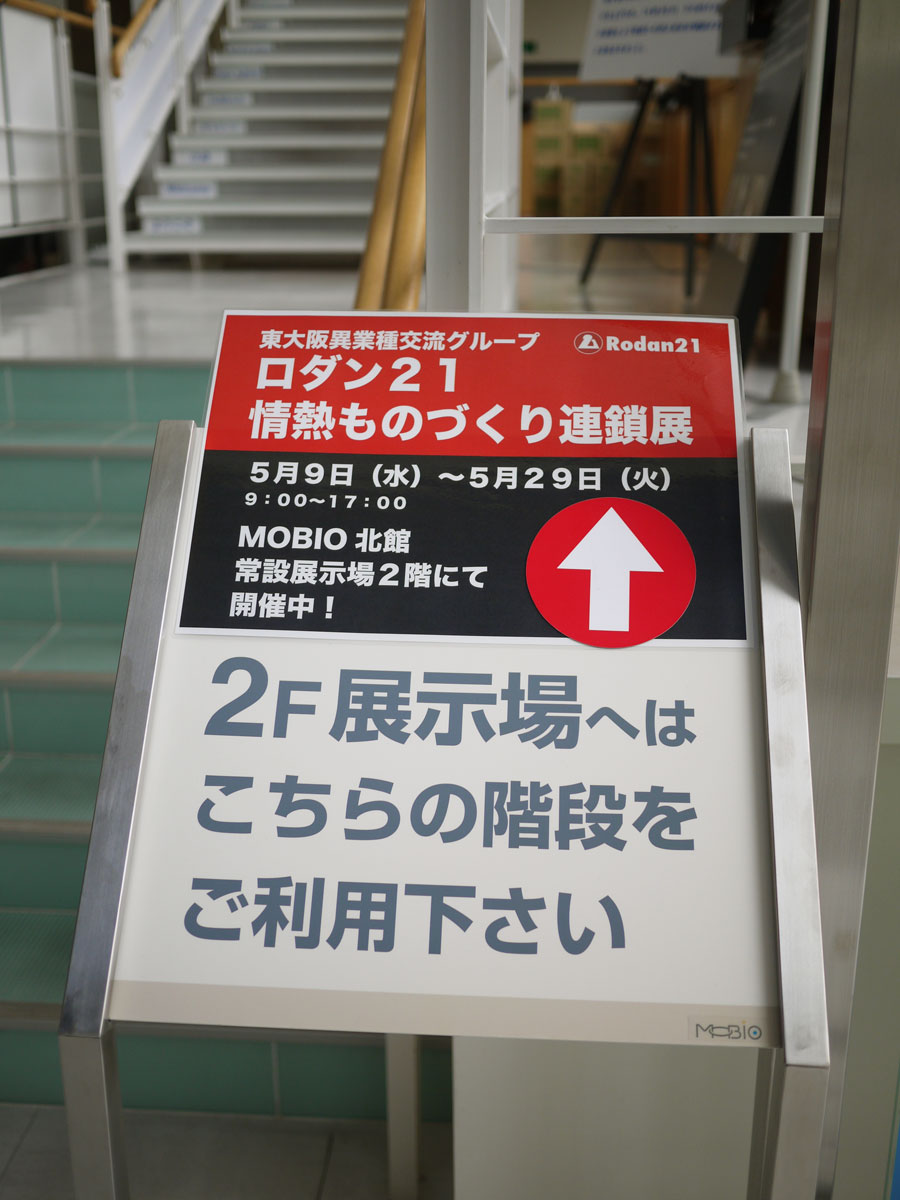 東大阪異業種交流グループ
Rodan21
ロダン21
情熱ものづくり連鎖展
5月9日（水）～5月29日（火）
9：00～17：00
MOBIO 北館
常設展示場2階にて
開催中！
2F 展示場へは
こちらの階段を
ご利用下さい
MOBIO